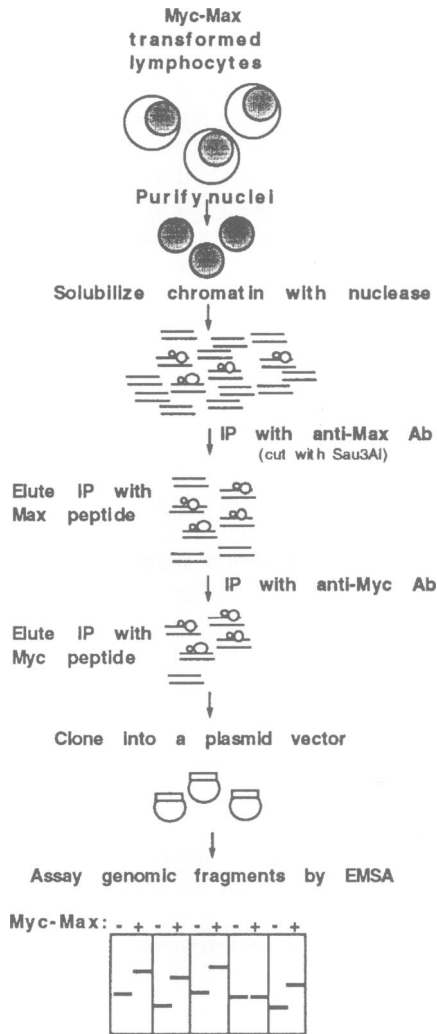 Myc-Max
transformed
lymphocytes
Purify nuclei
Solubilize chromatin with nuclease
IP with anti-Max Ab
(cut with Sau3AI)
Elute IP with
Max peptide
IP with anti-Myc Ab
Elute IP with
Myc peptide
Clone into a plasmid vector
Assay genomic fragments by EMSA
Myc-Max: - + - + - + - + - +